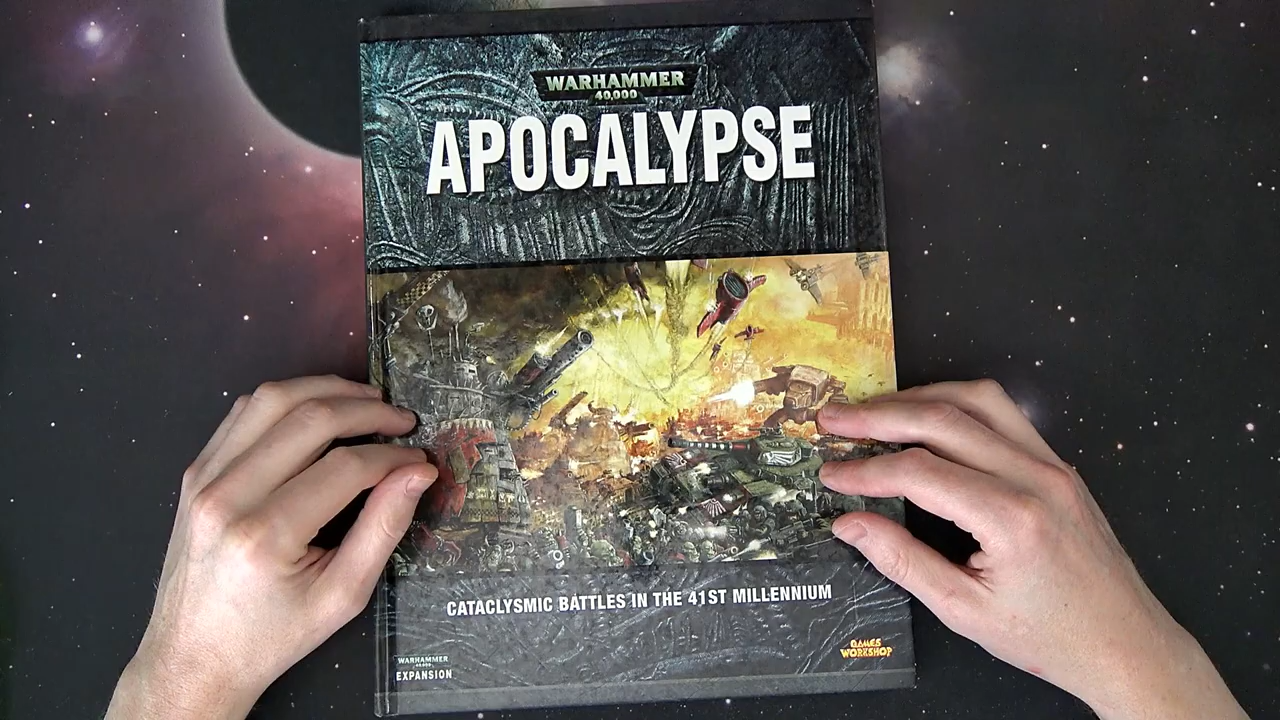 WARHAMMER
40,000
APOCALYPSE
CATACLYSMIC BATTLES IN THE 41ST MILLENNIUM
WARHAMMER
40,000
EXPANSION
GAMES
WORKSHOP